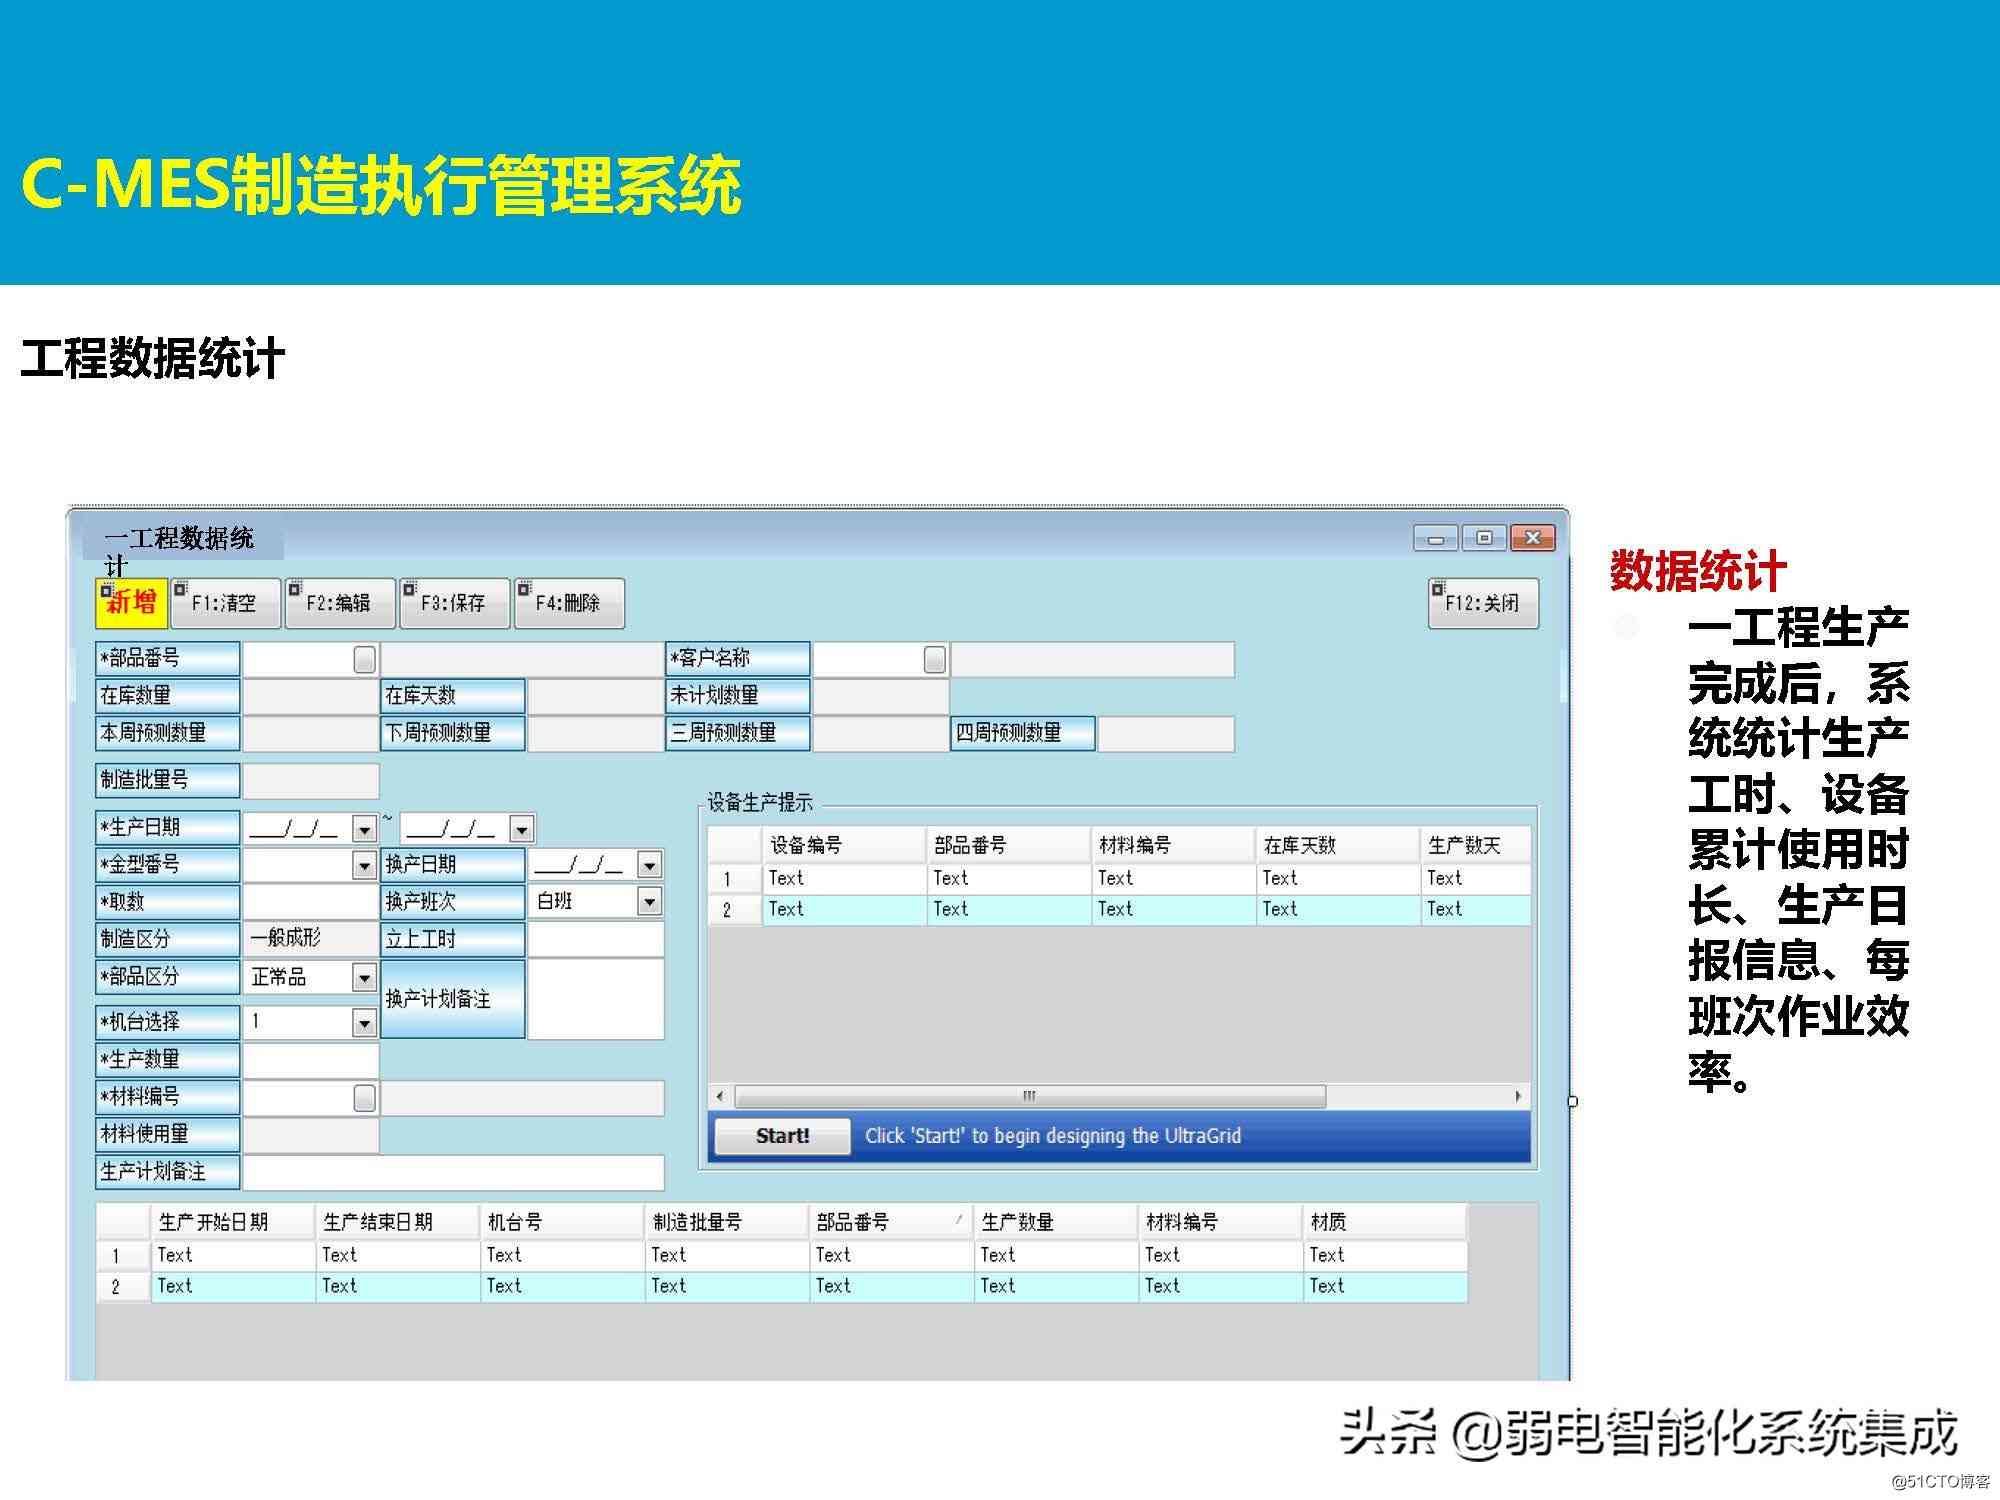 C-MES制造执行管理系统
工程数据统计
一工程数据统
计
新增 F1:清空 F2:编辑 F3:保存 F4:删除 F12:关闭
*部品番号 *客户名称
在库数量 在库天数 未计划数量
本周预测数量 下周预测数量 三周预测数量 四周预测数量
制造批量号
*生产日期 __/_/_ ~ __/_/_
*金型番号 换产日期 __/_/_
*取数 换产班次 白班
制造区分 一般成形 立上工时
*部品区分 正常品
换产计划备注
*机台选择 1
*生产数量
*材料编号
材料使用量
生产计划备注
设备生产提示
设备编号 部品番号 材料编号 在库天数 生产数天
1 Text Text Text Text Text
2 Text Text Text Text Text
Start! Click 'Start!' to begin designing the UltraGrid
生产开始日期 生产结束日期 机台号 制造批量号 部品番号 生产数量 材料编号 材质
1 Text Text Text Text Text Text Text Text
2 Text Text Text Text Text Text Text Text
数据统计
一工程生产
完成后，系
统统计生产
工时、设备
累计使用时
长、生产日
报信息、每
班次作业效
率。
头条 @弱电智能化系统集成
@51CTO博客